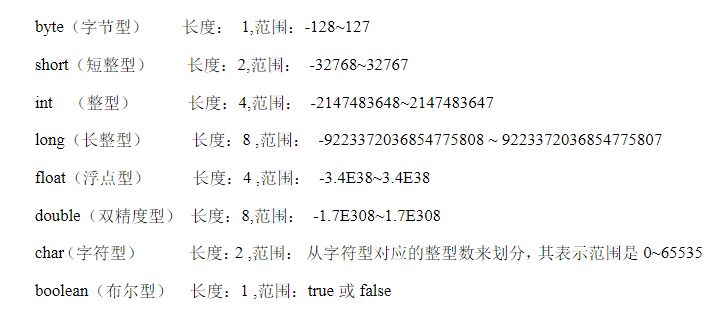 byte（字节型） 长度： 1,范围：-128~127
short（短整型） 长度：2,范围： -32768~32767
int （整型） 长度：4,范围： -2147483648~2147483647
long（长整型） 长度：8 ,范围： -9223372036854775808 ~ 9223372036854775807
float（浮点型） 长度：4 ,范围： -3.4E38~3.4E38
double（双精度型） 长度：8,范围： -1.7E308~1.7E308
char（字符型） 长度：2 ,范围： 从字符型对应的整型数来划分，其表示范围是 0~65535
boolean（布尔型） 长度：1 ,范围：true 或 false